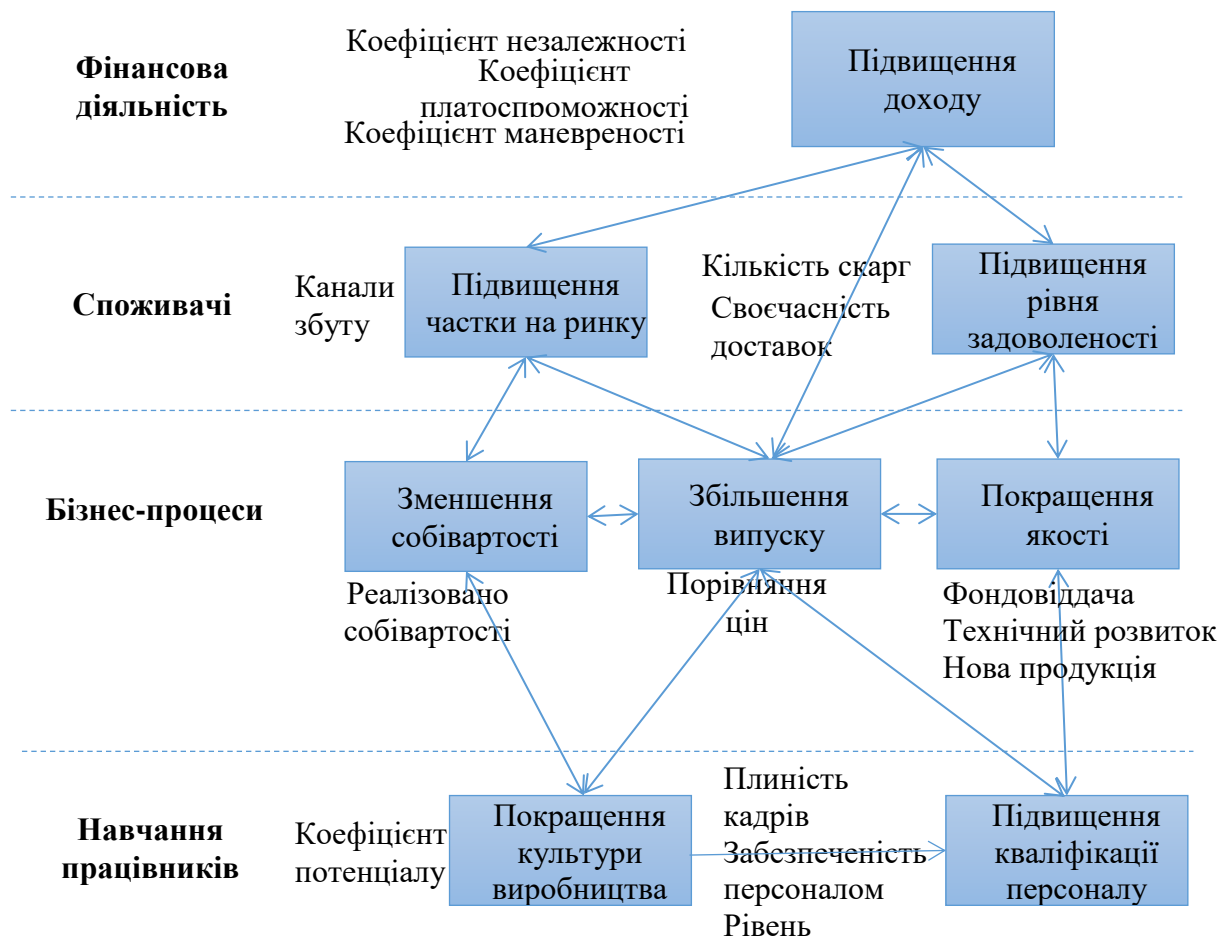 Фінансова
діяльність
Коефіцієнт незалежності
Коефіцієнт
платоспроможності
Коефіцієнт маневреності
Підвищення
доходу
Споживачі
Канали
збуту
Підвищення
частки на ринку
Кількість скарг
Своєчасність
доставок
Підвищення
рівня
задоволеності
Бізнес-процеси
Зменшення
собівартості
Збільшення
випуску
Покращення
якості
Реалізовано
собівартості
Порівняння
цін
Фондовіддача
Технічний розвиток
Нова продукція
Навчання
працівників
Коефіцієнт
потенціалу
Покращення
культури
виробництва
Плиність
кадрів
Забезпеченість
персоналом
Рівень
Підвищення
кваліфікації
персоналу